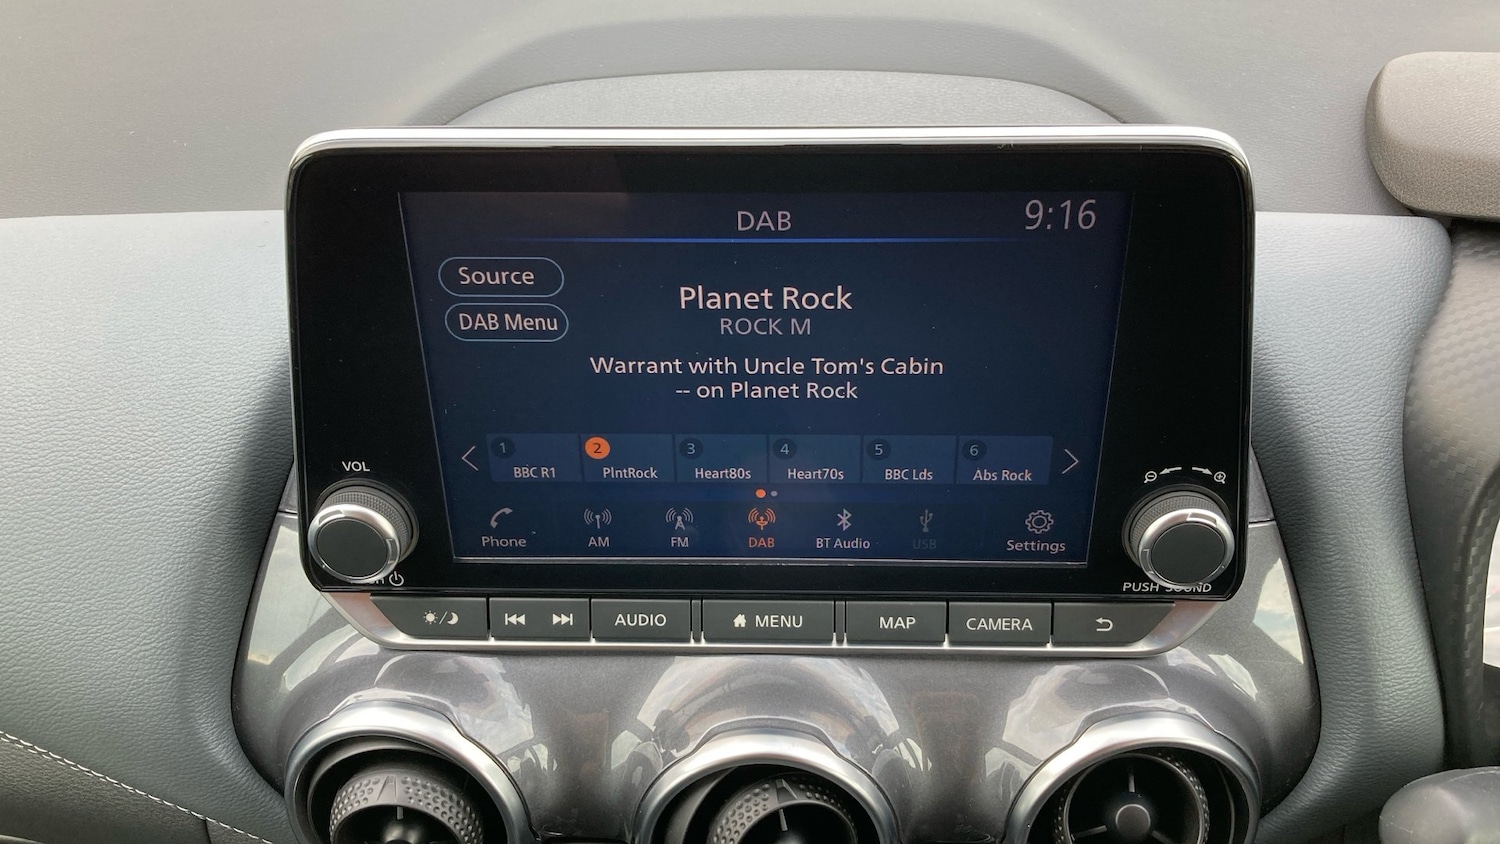 DAB
9:16
Source
DAB Menu
Planet Rock
ROCK M
Warrant with Uncle Tom's Cabin
-- on Planet Rock
1 BBC R1
2 PlntRock
3 Heart80s
4 Heart70s
5 BBC Lds
6 Abs Rock
Phone
AM
FM
DAB
BT Audio
USB
Settings
VOL
PUSH SOUND
AUDIO
MENU
MAP
CAMERA